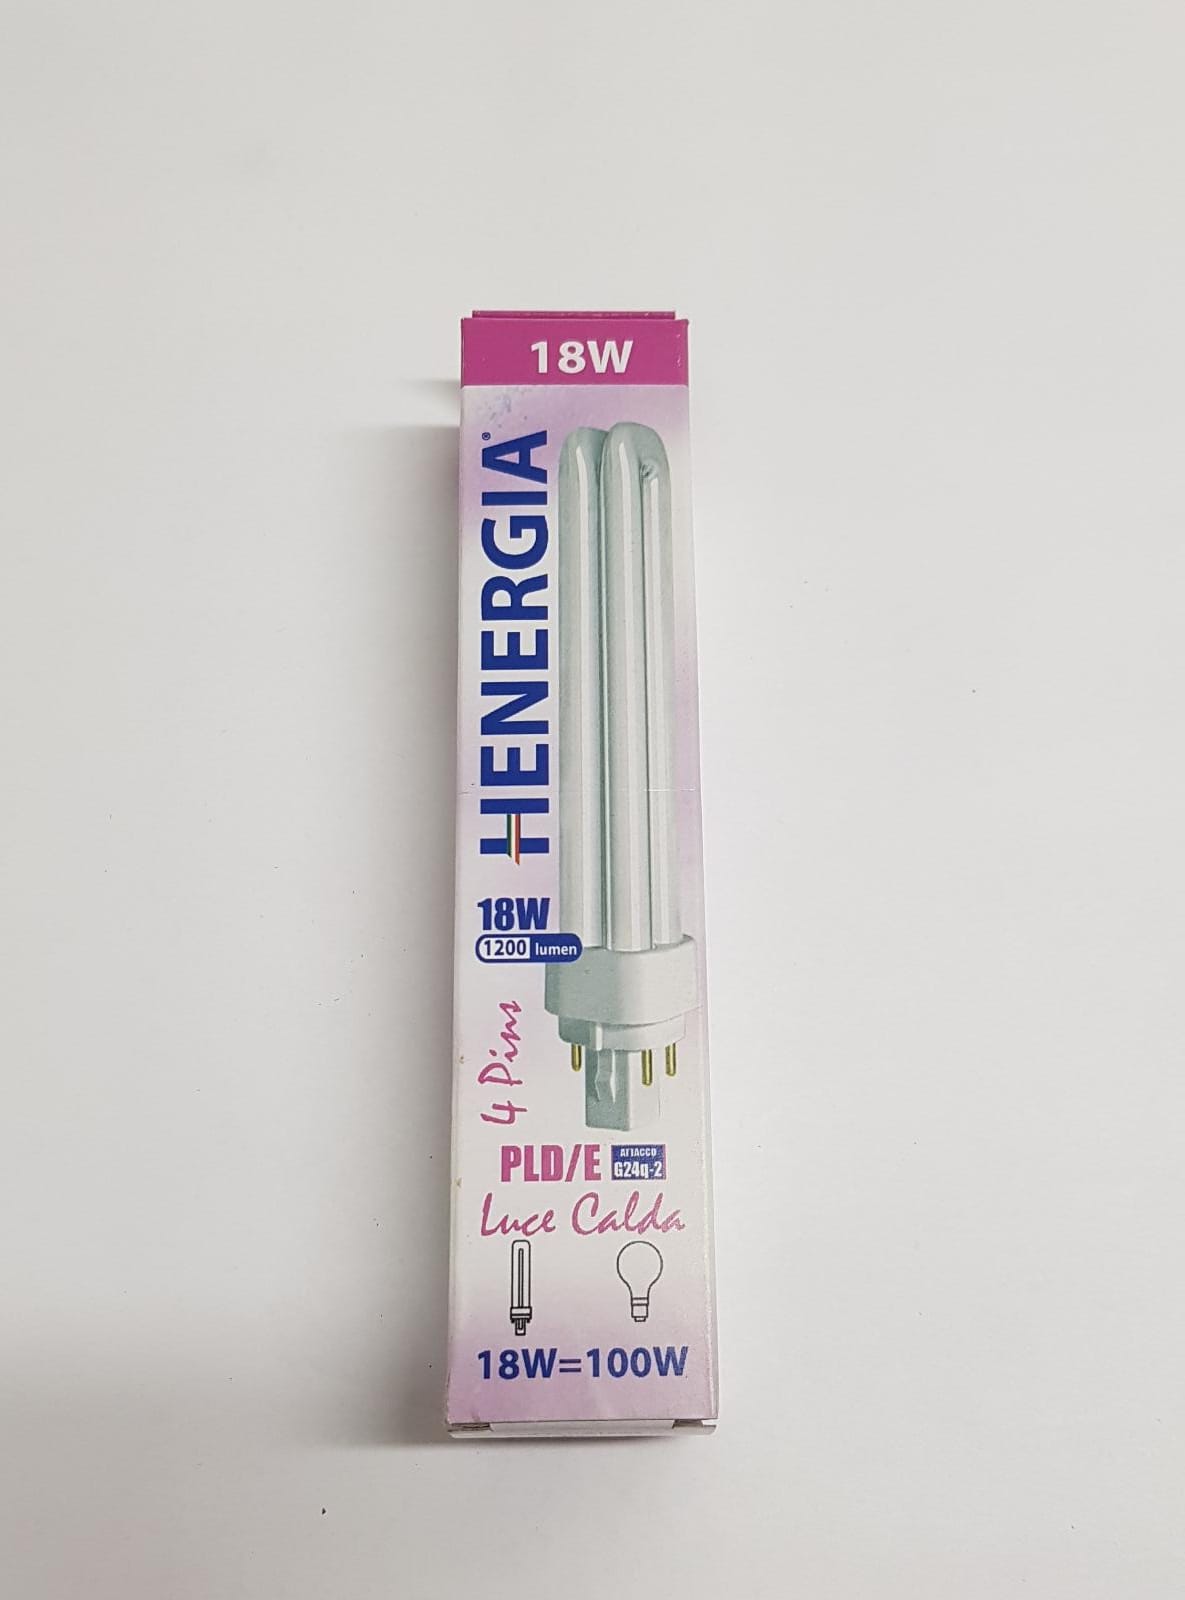 18W
HENERGIA®
18W
1200 lumen
4 Pins
PLD/E
ATTACCO
G24q-2
Luce Calda
18W=100W